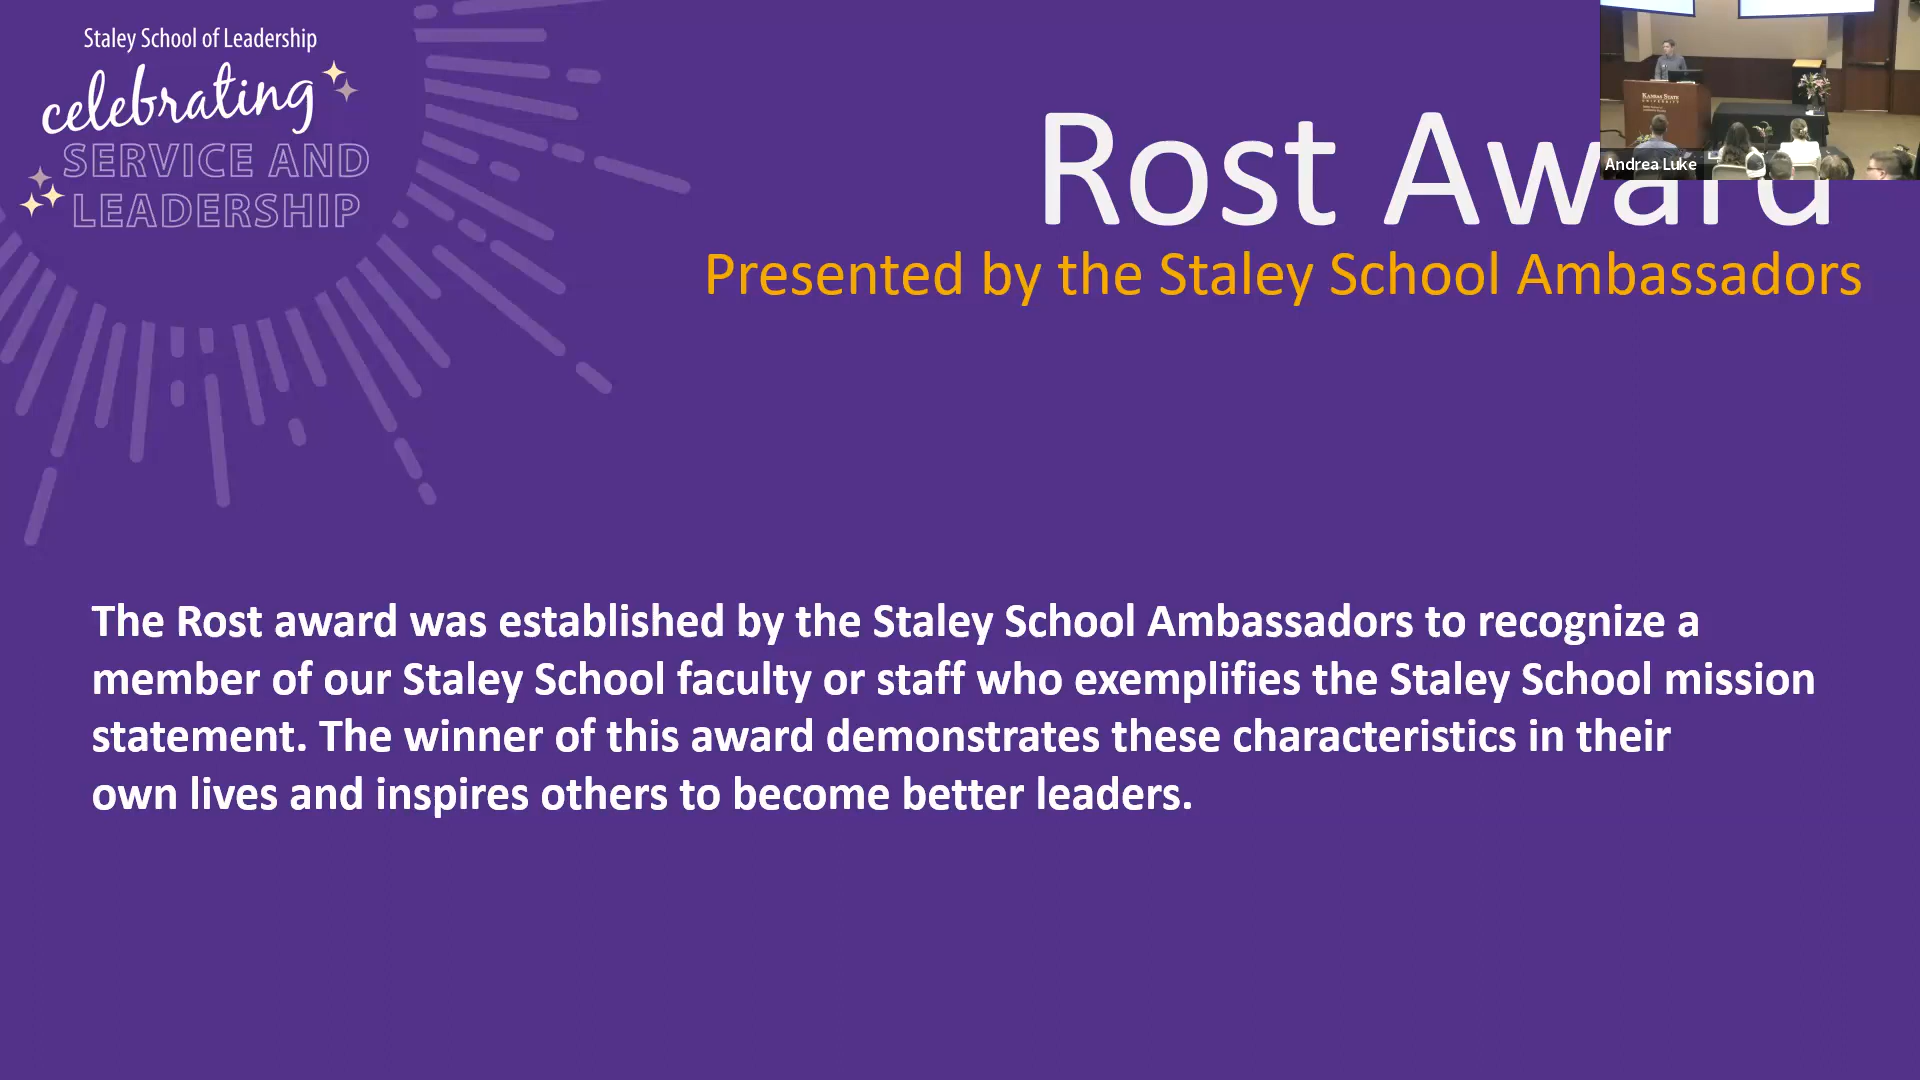 Staley School of Leadership
celebrating
SERVICE AND
LEADERSHIP
Rost Award
Presented by the Staley School Ambassadors
KANSAS STATE
UNIVERSITY
Andrea Luke
The Rost award was established by the Staley School Ambassadors to recognize a
member of our Staley School faculty or staff who exemplifies the Staley School mission
statement. The winner of this award demonstrates these characteristics in their
own lives and inspires others to become better leaders.